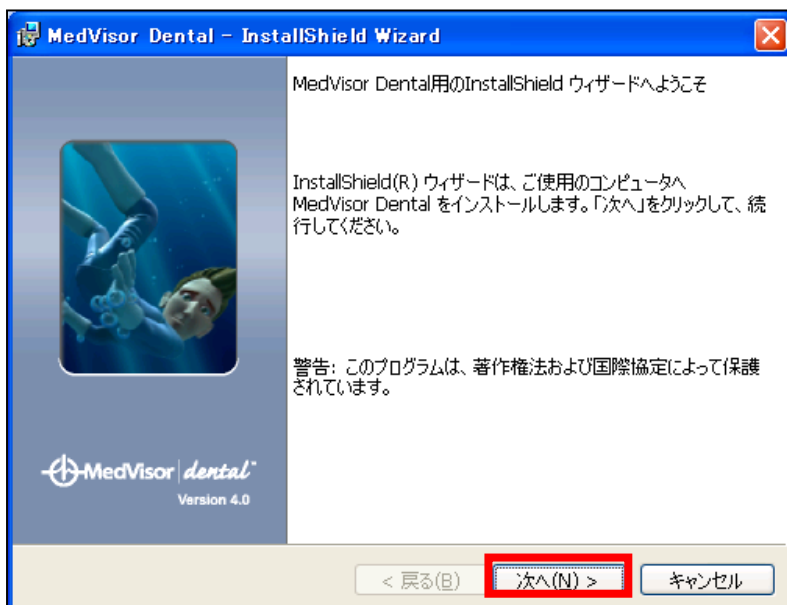 MedVisor Dental - InstallShield Wizard
MedVisor Dental用のInstallShield ウィザードへようこそ
InstallShield(R) ウィザードは、ご使用のコンピュータへ
MedVisor Dental をインストールします。「次へ」をクリックして、続
行してください。
警告: このプログラムは、著作権法および国際協定によって保護
されています。
MedVisor dental™
Version 4.0
< 戻る(B)
次へ(N) >
キャンセル